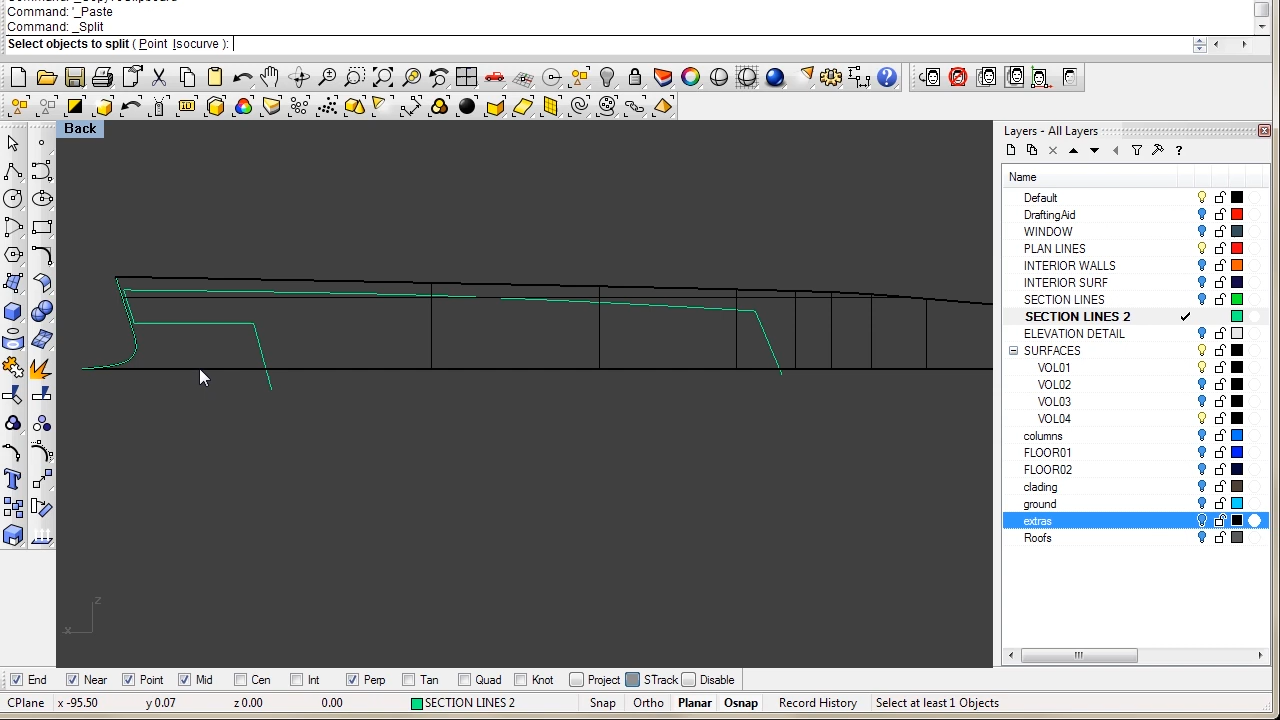 Command: '_Paste
Command: _Split
Select objects to split ( Point Isocurve ):
Back
Layers - All Layers
Name
Default
DraftingAid
WINDOW
PLAN LINES
INTERIOR WALLS
INTERIOR SURF
SECTION LINES
SECTION LINES 2
ELEVATION DETAIL
SURFACES
VOL01
VOL02
VOL03
VOL04
columns
FLOOR01
FLOOR02
clading
ground
extras
Roofs
z
x
End Near Point Mid Cen Int Perp Tan Quad Knot Project STrack Disable
CPlane x -95.50 y 0.07 z 0.00 0.00 SECTION LINES 2 Snap Ortho Planar Osnap Record History Select at least 1 Objects